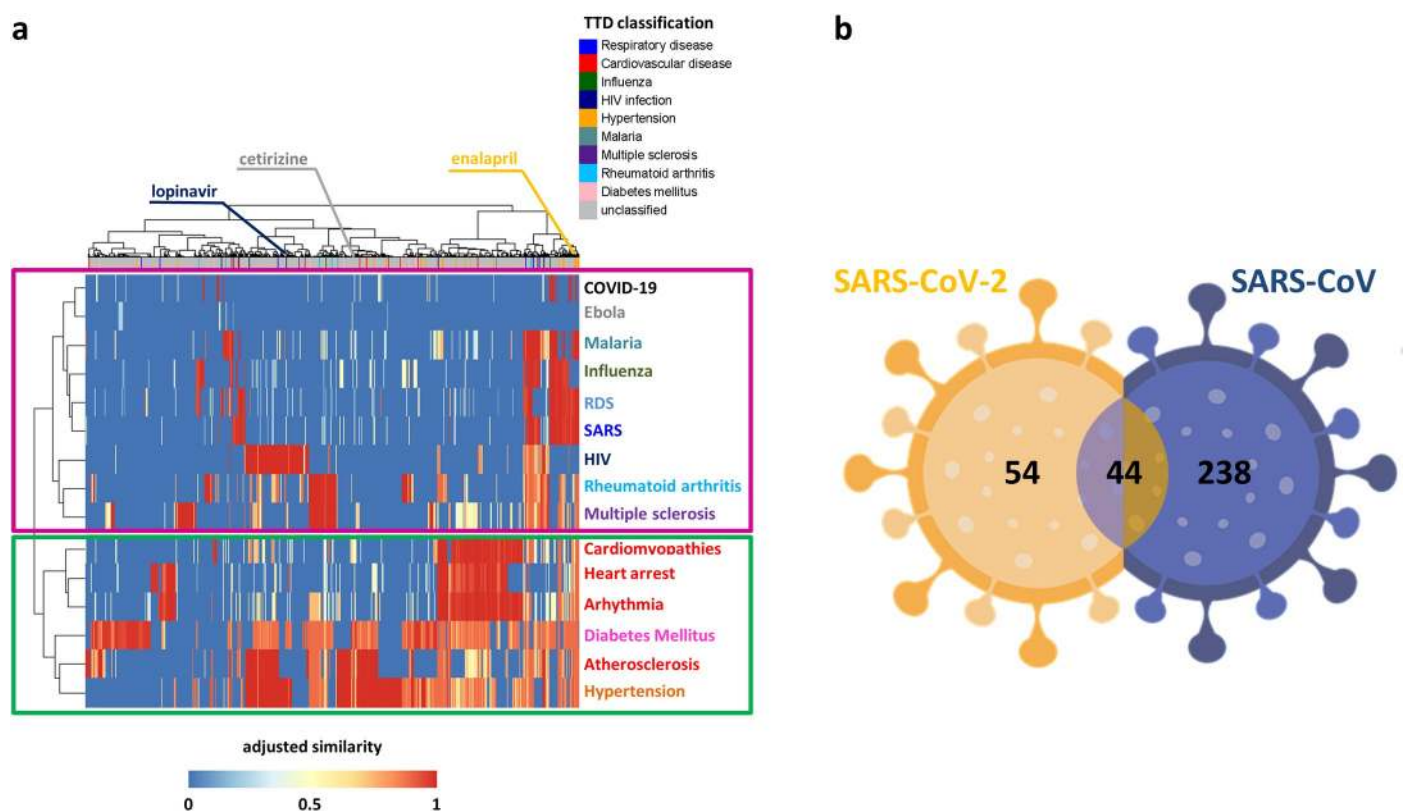 a
TTD classification
Respiratory disease
Cardiovascular disease
Influenza
HIV infection
Hypertension
Malaria
Multiple sclerosis
Rheumatoid arthritis
Diabetes mellitus
unclassified
cetirizine
enalapril
lopinavir
COVID-19
Ebola
Malaria
Influenza
RDS
SARS
HIV
Rheumatoid arthritis
Multiple sclerosis
Cardiomyopathies
Heart arrest
Arhythmia
Diabetes Mellitus
Atherosclerosis
Hypertension
adjusted similarity
0 0.5 1
b
SARS-CoV-2 SARS-CoV
54 44 238